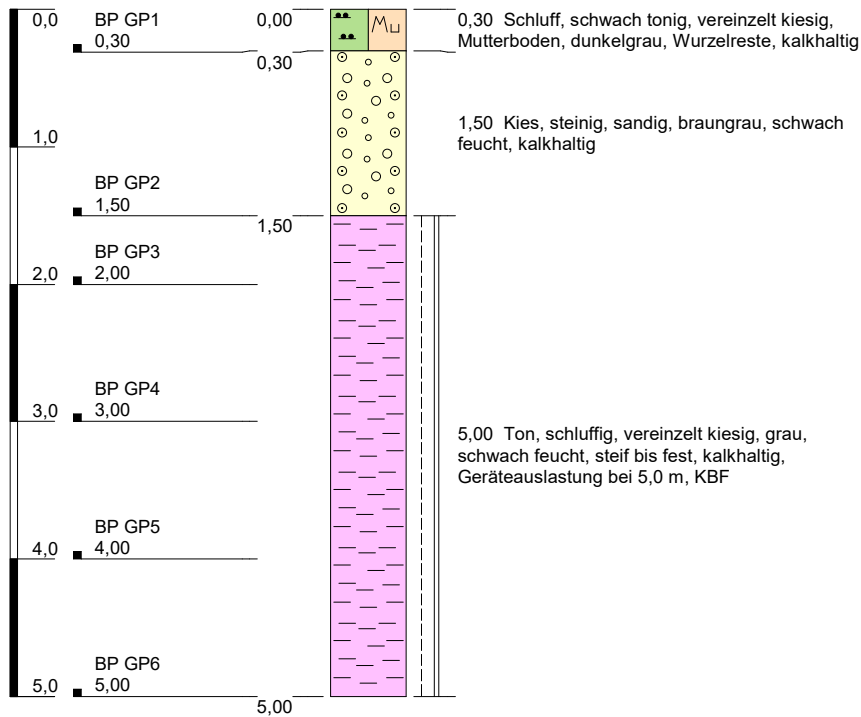 0,0
BP GP1
0,30
0,00
Mu
0,30 Schluff, schwach tonig, vereinzelt kiesig,
Mutterboden, dunkelgrau, Wurzelreste, kalkhaltig
0,30
1,0
1,50 Kies, steinig, sandig, braungrau, schwach
feucht, kalkhaltig
BP GP2
1,50
1,50
BP GP3
2,0
2,00
BP GP4
3,0
3,00
5,00 Ton, schluffig, vereinzelt kiesig, grau,
schwach feucht, steif bis fest, kalkhaltig,
Geräteauslastung bei 5,0 m, KBF
BP GP5
4,0
4,00
BP GP6
5,0
5,00
5,00